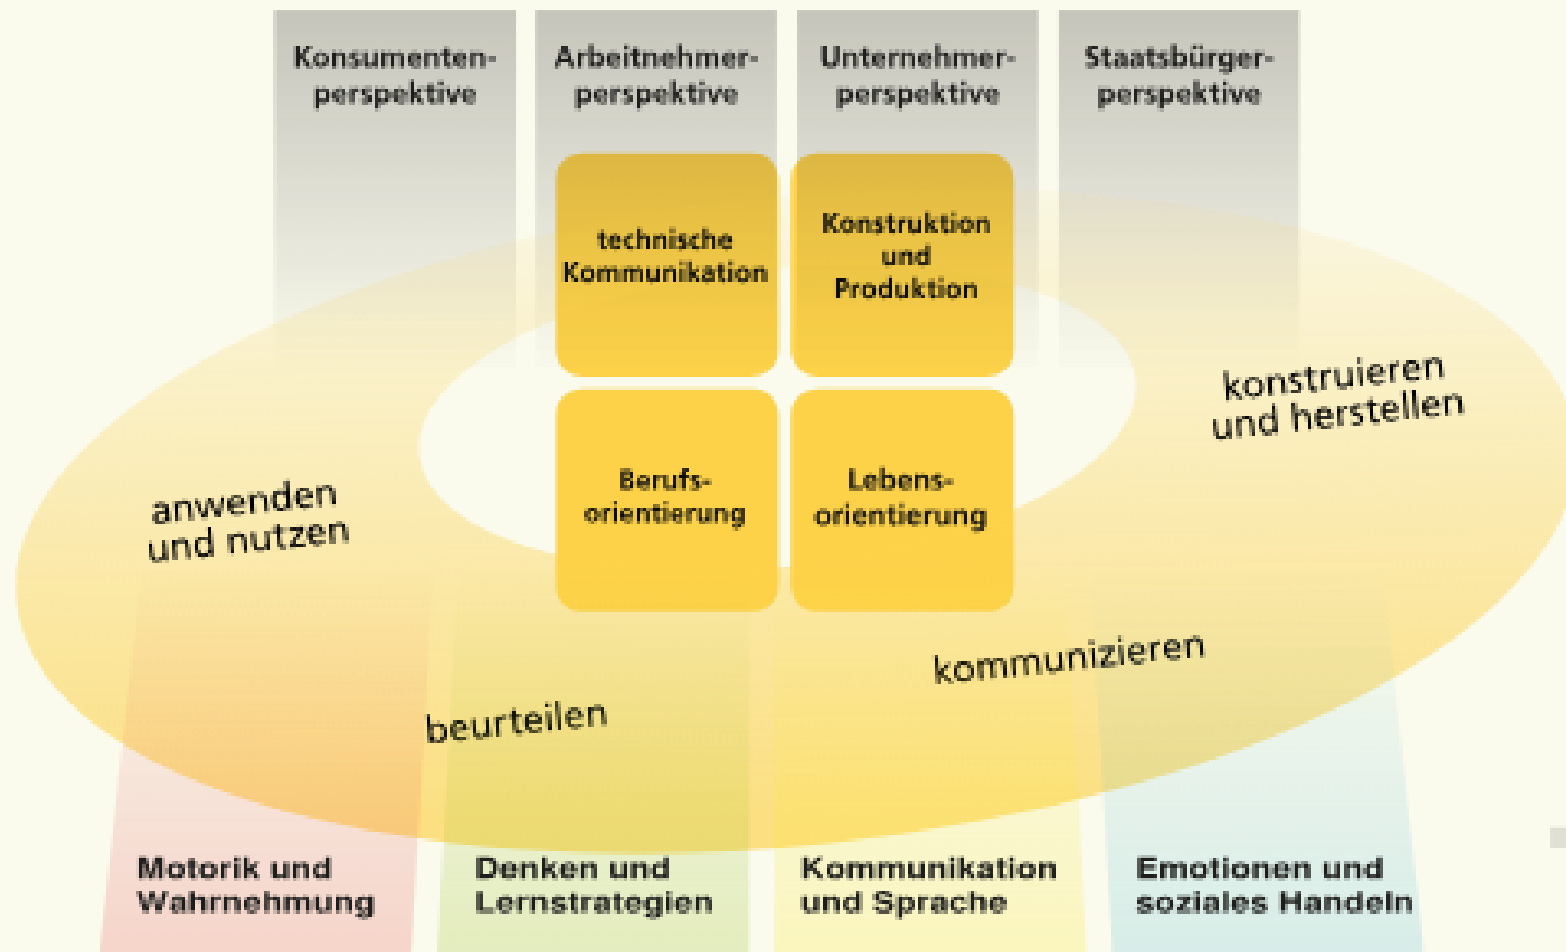 Konsumenten-
perspektive
Arbeitnehmer-
perspektive
Unternehmer-
perspektive
Staatsbürger-
perspektive
technische
Kommunikation
Konstruktion
und
Produktion
Berufs-
orientierung
Lebens-
orientierung
konstruieren
und herstellen
anwenden
und nutzen
kommunizieren
beurteilen
Motorik und
Wahrnehmung
Denken und
Lernstrategien
Kommunikation
und Sprache
Emotionen und
soziales Handeln